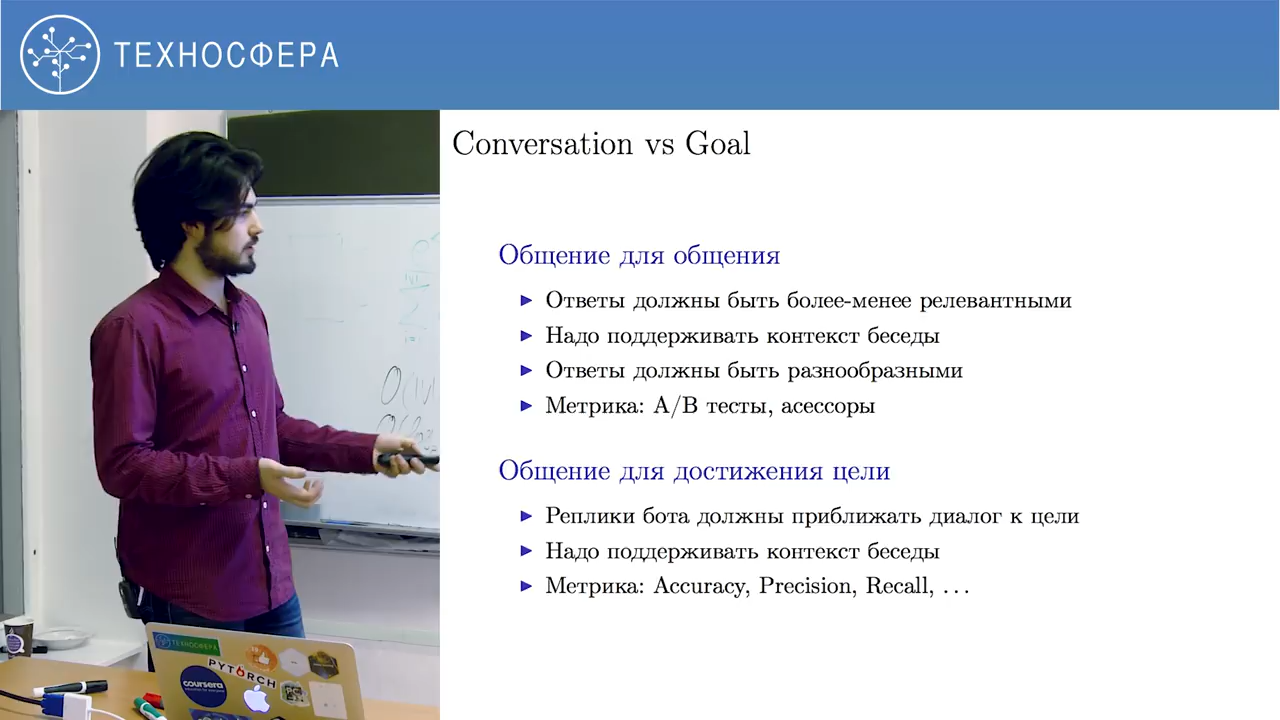 ТЕХНОСФЕРА
Conversation vs Goal
Общение для общения
Ответы должны быть более-менее релевантными
Надо поддерживать контекст беседы
Ответы должны быть разнообразными
Метрика: A/B тесты, асессоры
Общение для достижения цели
Реплики бота должны приближать диалог к цели
Надо поддерживать контекст беседы
Метрика: Accuracy, Precision, Recall, ...
ТЕХНОСФЕРА
PYTORCH
coursera